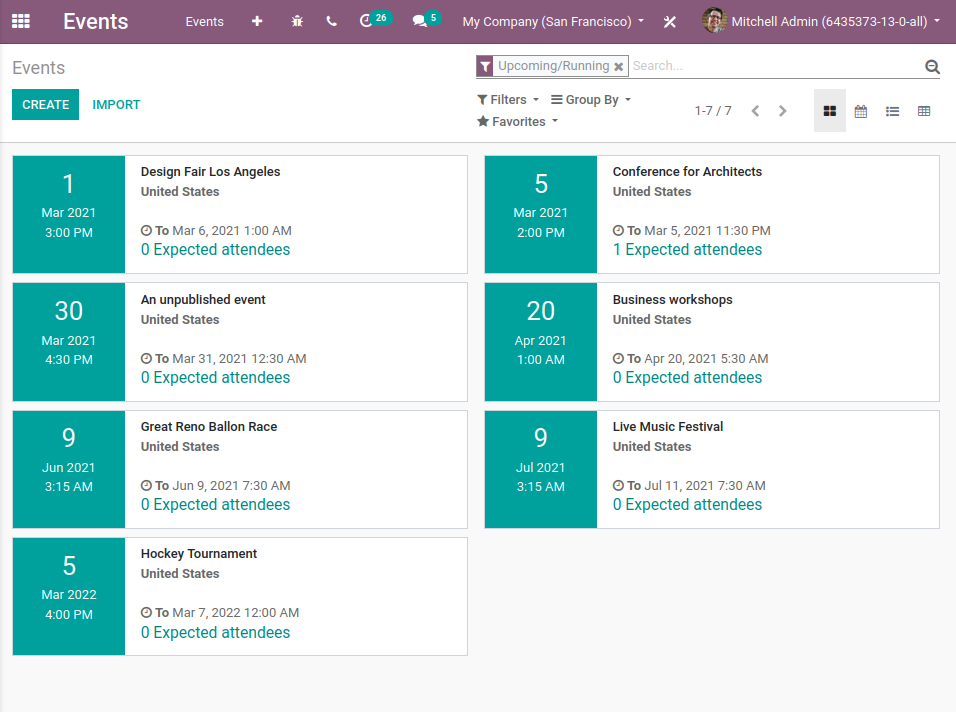 Events
Events
26
5
My Company (San Francisco)
Mitchell Admin (6435373-13-0-all)
Events
Upcoming/Running
Search...
CREATE
IMPORT
Filters
Group By
Favorites
1-7 / 7
1
Mar 2021
3:00 PM
Design Fair Los Angeles
United States
To Mar 6, 2021 1:00 AM
0 Expected attendees
5
Mar 2021
2:00 PM
Conference for Architects
United States
To Mar 5, 2021 11:30 PM
1 Expected attendees
30
Mar 2021
4:30 PM
An unpublished event
United States
To Mar 31, 2021 12:30 AM
0 Expected attendees
20
Apr 2021
1:00 AM
Business workshops
United States
To Apr 20, 2021 5:30 AM
0 Expected attendees
9
Jun 2021
3:15 AM
Great Reno Ballon Race
United States
To Jun 9, 2021 7:30 AM
0 Expected attendees
9
Jul 2021
3:15 AM
Live Music Festival
United States
To Jul 11, 2021 7:30 AM
0 Expected attendees
5
Mar 2022
4:00 PM
Hockey Tournament
United States
To Mar 7, 2022 12:00 AM
0 Expected attendees